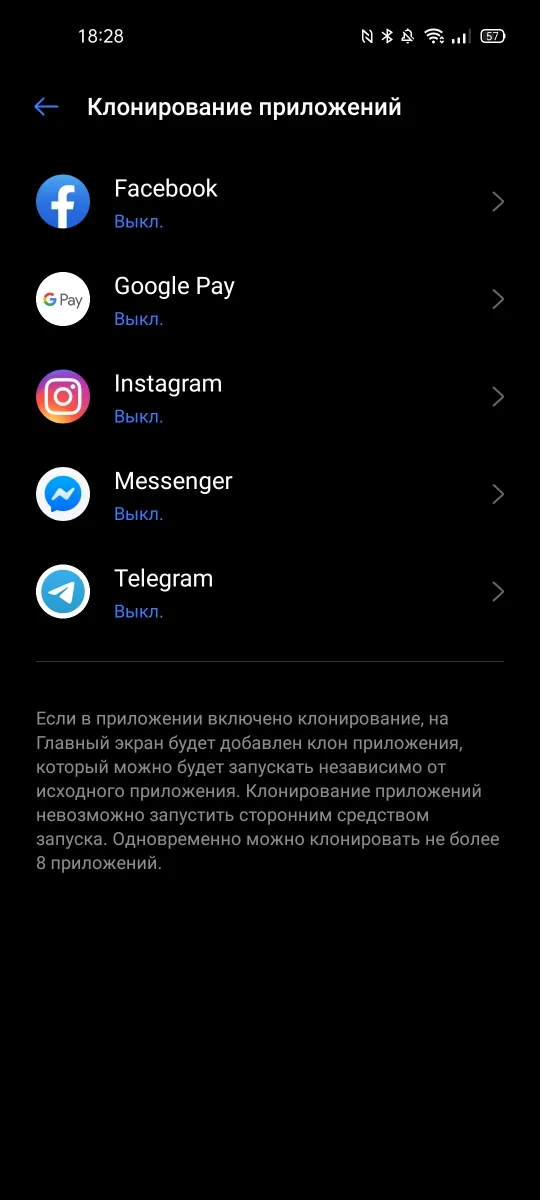 18:28
57
Клонирование приложений
Facebook
Выкл.
G Pay
Google Pay
Выкл.
Instagram
Выкл.
Messenger
Выкл.
Telegram
Выкл.
Если в приложении включено клонирование, на
Главный экран будет добавлен клон приложения,
который можно будет запускать независимо от
исходного приложения. Клонирование приложений
невозможно запустить сторонним средством
запуска. Одновременно можно клонировать не более
8 приложений.